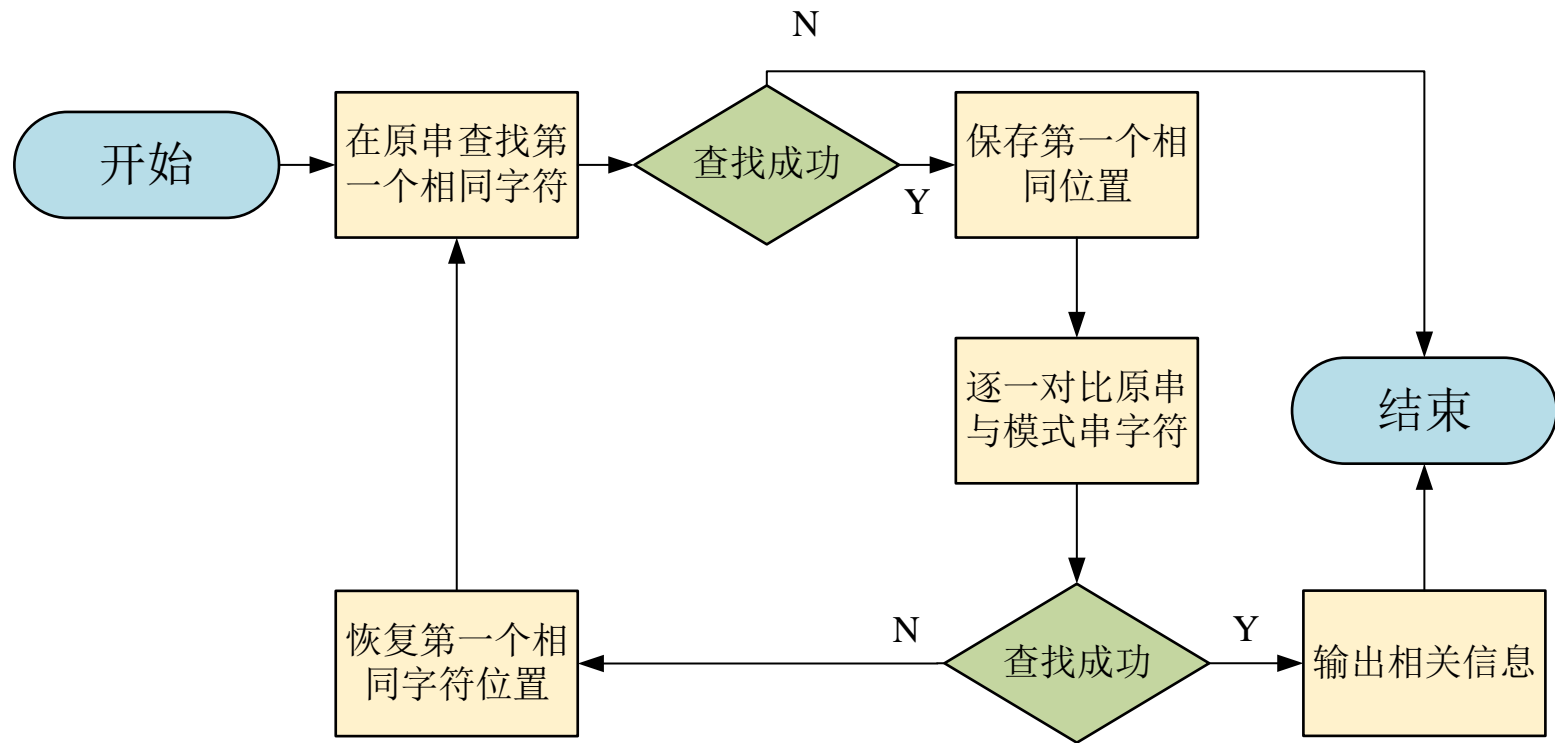 N
开始
在原串查找第
一个相同字符
查找成功
Y
保存第一个相
同位置
逐一对比原串
与模式串字符
结束
恢复第一个相
同字符位置
N
查找成功
Y
输出相关信息